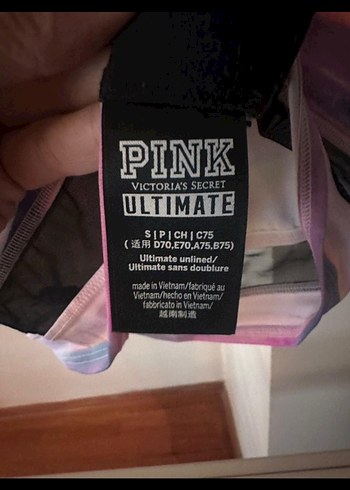 PINK
VICTORIA'S SECRET
ULTIMATE
S | P | CH | C75
(适用 D70,E70,A75,B75)
Ultimate unlined/
Ultimate sans doublure
made in Vietnam/fabriqué au
Vietnam/hecho en Vietnam/
fabbricato in Vietnam/
越南制造